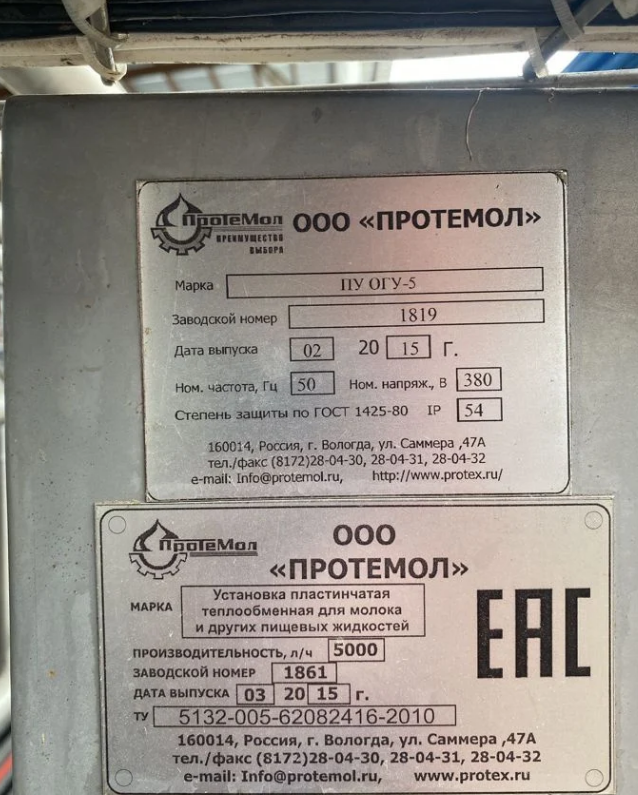 ПроТеМол
ПРЕИМУЩЕСТВО
ВЫБОРА
ООО «ПРОТЕМОЛ»
Марка ПУ ОГУ-5
Заводской номер 1819
Дата выпуска 02 20 15 г.
Ном. частота, Гц 50 Ном. напряж., В 380
Степень защиты по ГОСТ 1425-80 IP 54
160014, Россия, г. Вологда, ул. Саммера ,47А
тел./факс (8172)28-04-30, 28-04-31, 28-04-32
e-mail: Info@protemol.ru, http://www.protex.ru/
ПроТеМол
ООО
«ПРОТЕМОЛ»
МАРКА Установка пластинчатая
теплообменная для молока
и других пищевых жидкостей
ПРОИЗВОДИТЕЛЬНОСТЬ, л/ч 5000
ЗАВОДСКОЙ НОМЕР 1861
ДАТА ВЫПУСКА 03 20 15 г.
ТУ 5132-005-62082416-2010
EAC
160014, Россия, г. Вологда, ул. Саммера ,47А
тел./факс (8172)28-04-30, 28-04-31, 28-04-32
e-mail: Info@protemol.ru, www.protex.ru